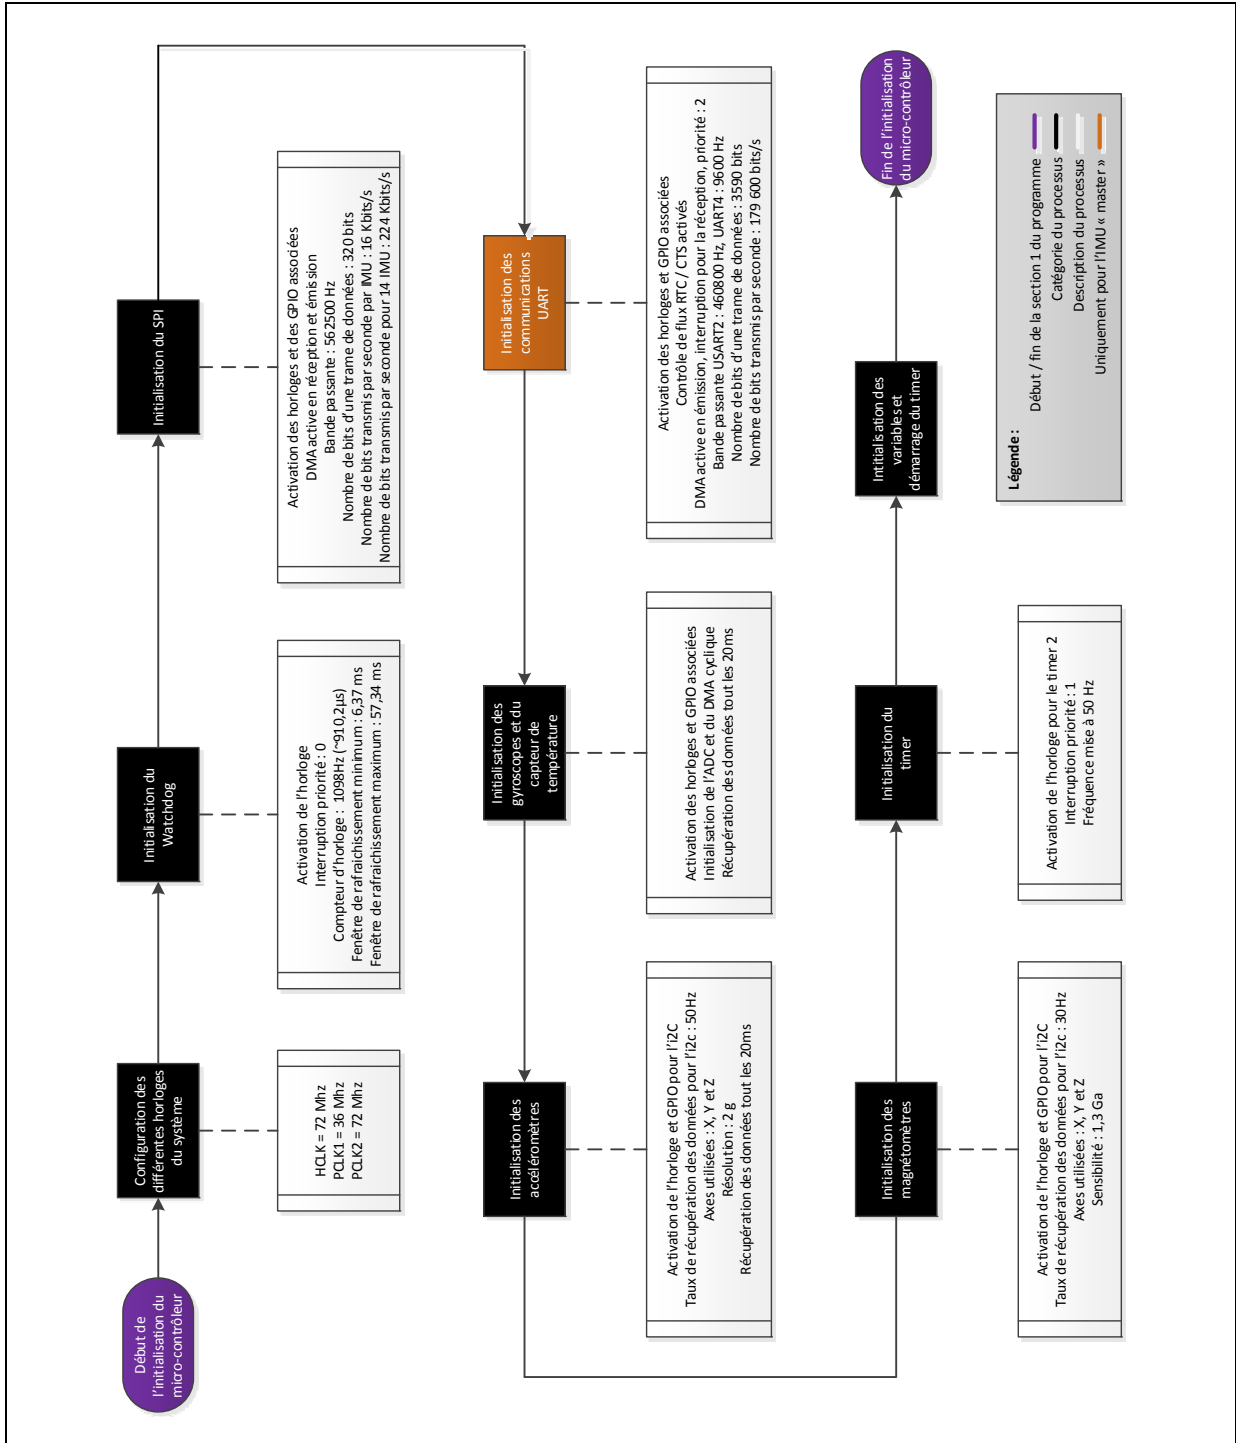 Début de
l'initialisation du
micro-contrôleur
Configuration des
différentes horloges
du système
HCLK = 72 Mhz
PCLK1 = 36 Mhz
PCLK2 = 72 Mhz
Initialisation du
Watchdog
Activation de l'horloge
Interruption priorité : 0
Compteur d'horloge : 1098Hz (~910,2µs)
Fenêtre de rafraichissement minimum : 6,37 ms
Fenêtre de rafraichissement maximum : 57,34 ms
Initialisation du SPI
Activation des horloges et des GPIO associées
DMA active en réception et émission
Bande passante : 562500 Hz
Nombre de bits d'une trame de données : 320 bits
Nombre de bits transmis par seconde par IMU : 16 Kbits/s
Nombre de bits transmis par seconde pour 14 IMU : 224 Kbits/s
Initialisation des
communications
UART
Activation des horloges et GPIO associées
Contrôle de flux RTC / CTS activés
DMA active en émission, interruption pour la réception, priorité : 2
Bande passante USART2 : 460800 Hz, UART4 : 9600 Hz
Nombre de bits d'une trame de données : 3590 bits
Nombre de bits transmis par seconde : 179 600 bits/s
Initialisation des
gyroscopes et du
capteur de
température
Activation des horloges et GPIO associées
Initialisation de l'ADC et du DMA cyclique
Récupération des données tout les 20ms
Initialisation des
accéléromètres
Activation de l'horloge et GPIO pour l'i2C
Taux de récupération des données pour l'i2c : 50Hz
Axes utilisées : X, Y et Z
Résolution : 2 g
Récupération des données tout les 20ms
Initialisation des
magnétomètres
Activation de l'horloge et GPIO pour l'i2C
Taux de récupération des données pour l'i2c : 30Hz
Axes utilisées : X, Y et Z
Sensibilité : 1,3 Ga
Initialisation du
timer
Activation de l'horloge pour le timer 2
Interruption priorité : 1
Fréquence mise à 50 Hz
Intitialisation des
variables et
démarrage du timer
Fin de l'initialisation
du micro-contrôleur
Légende :
Début / fin de la section 1 du programme
Catégorie du processus
Description du processus
Uniquement pour l'IMU « master »